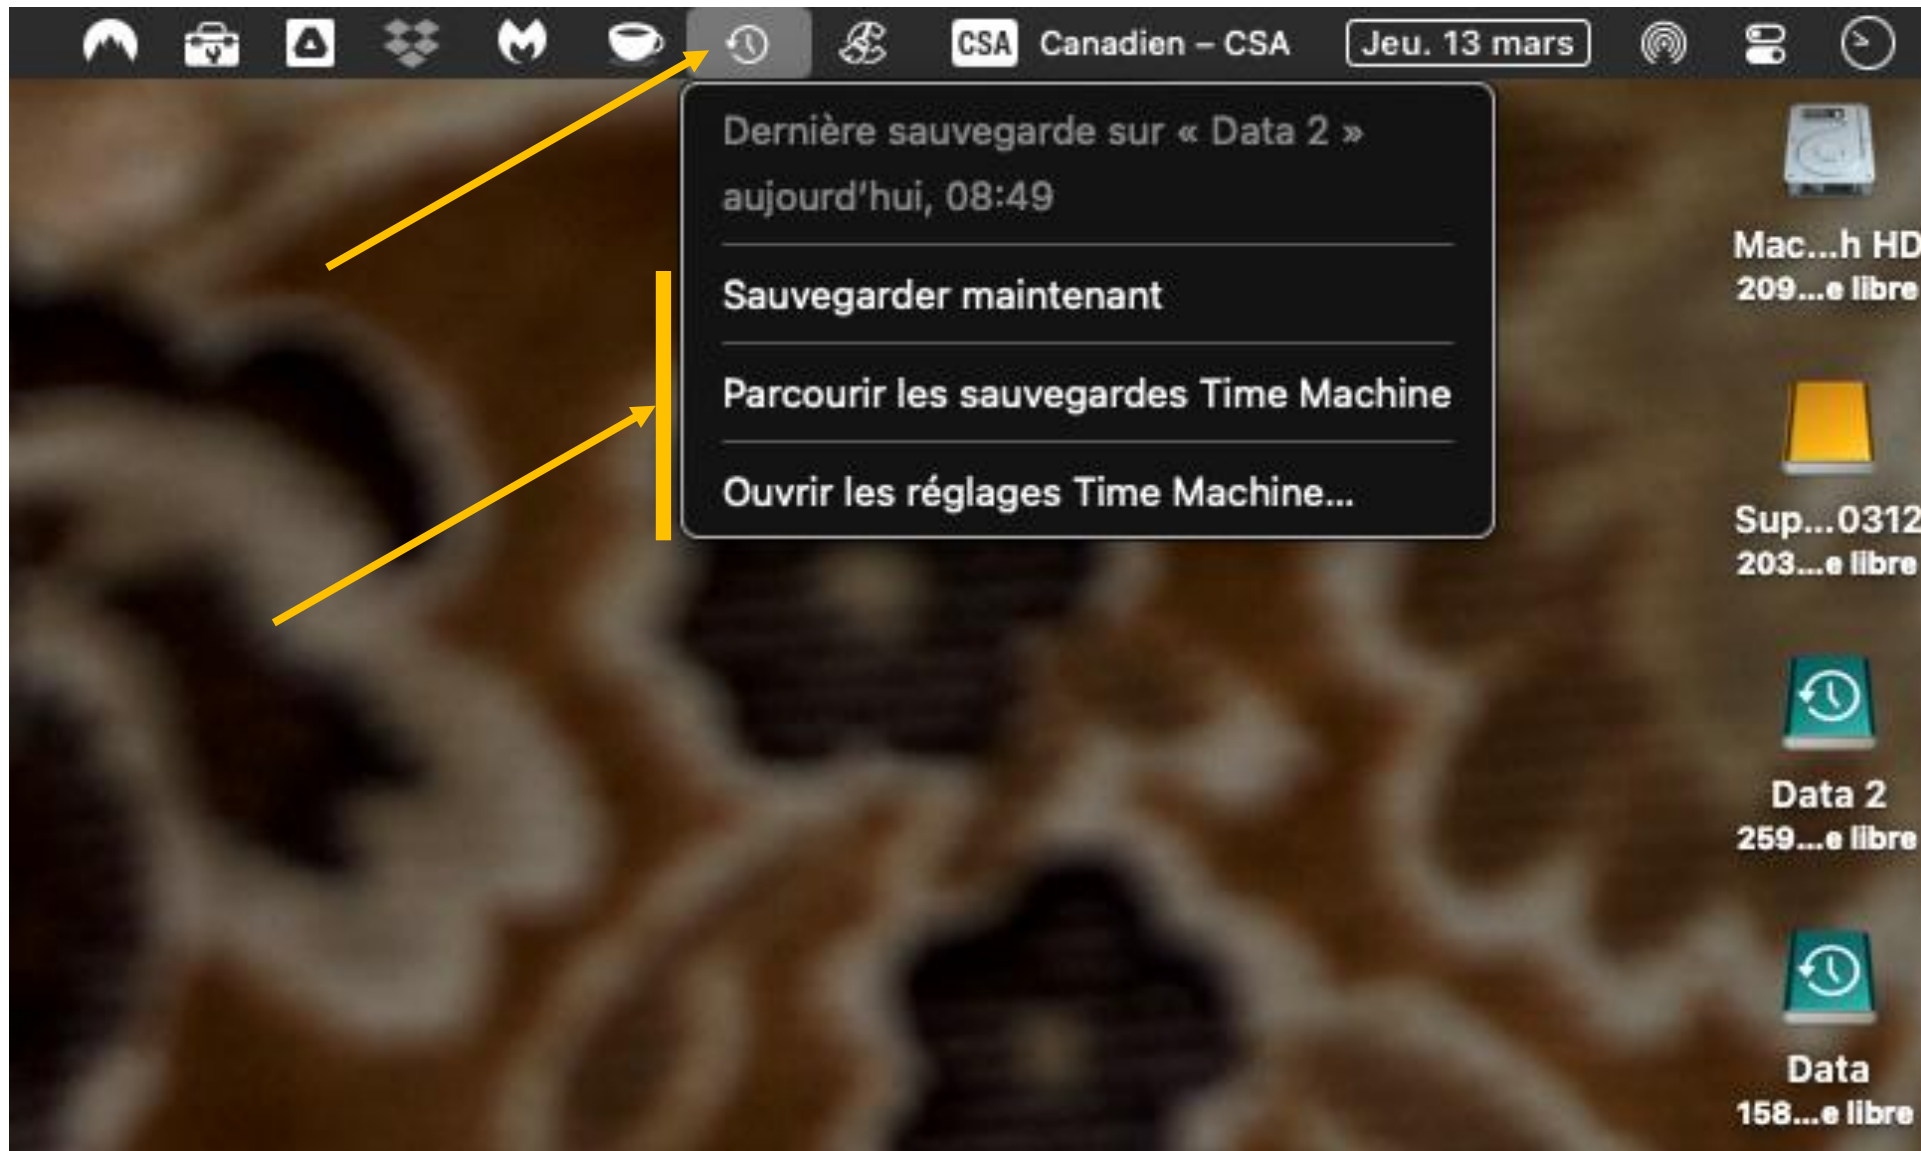 CSA Canadien – CSA Jeu. 13 mars
Dernière sauvegarde sur « Data 2 »
aujourd’hui, 08:49
Sauvegarder maintenant
Parcourir les sauvegardes Time Machine
Ouvrir les réglages Time Machine...
Mac...h HD
209...e libre
Sup...0312
203...e libre
Data 2
259...e libre
Data
158...e libre